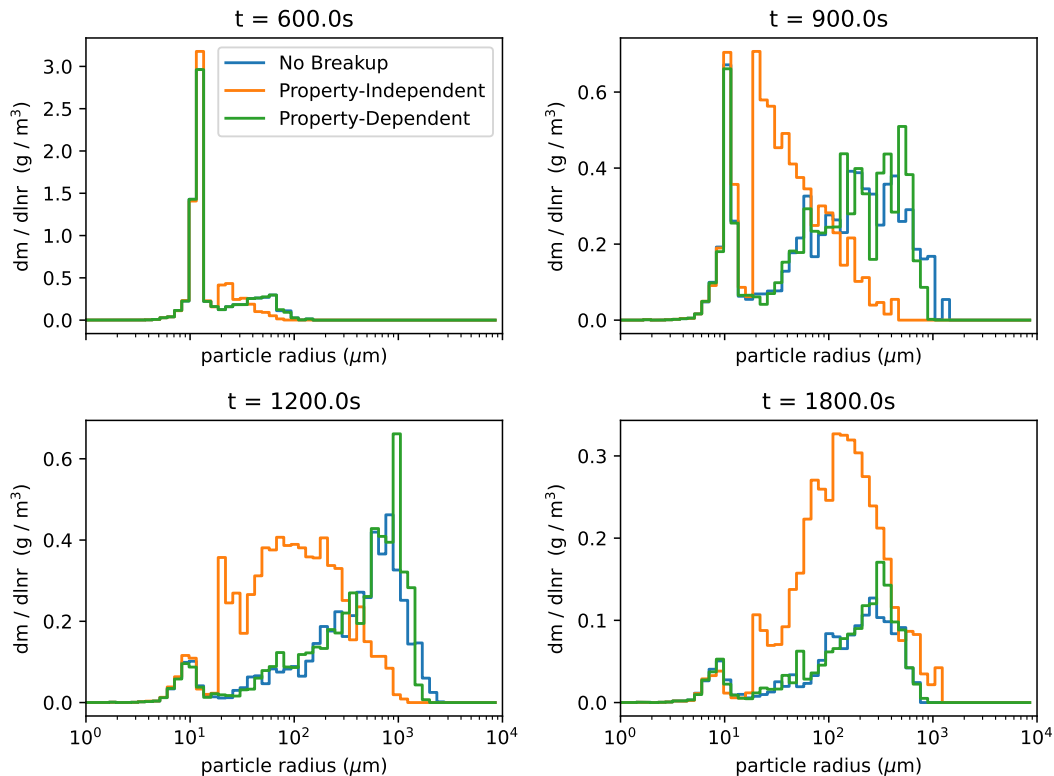 t = 600.0s
3.0
2.5
2.0
1.5
1.0
0.5
0.0
dm / dlnr (g / m³)
No Breakup
Property-Independent
Property-Dependent
particle radius (μm)
t = 900.0s
0.6
0.4
0.2
0.0
dm / dlnr (g / m³)
particle radius (μm)
t = 1200.0s
0.6
0.4
0.2
0.0
dm / dlnr (g / m³)
10⁰ 10¹ 10² 10³ 10⁴
particle radius (μm)
t = 1800.0s
0.3
0.2
0.1
0.0
dm / dlnr (g / m³)
10⁰ 10¹ 10² 10³ 10⁴
particle radius (μm)